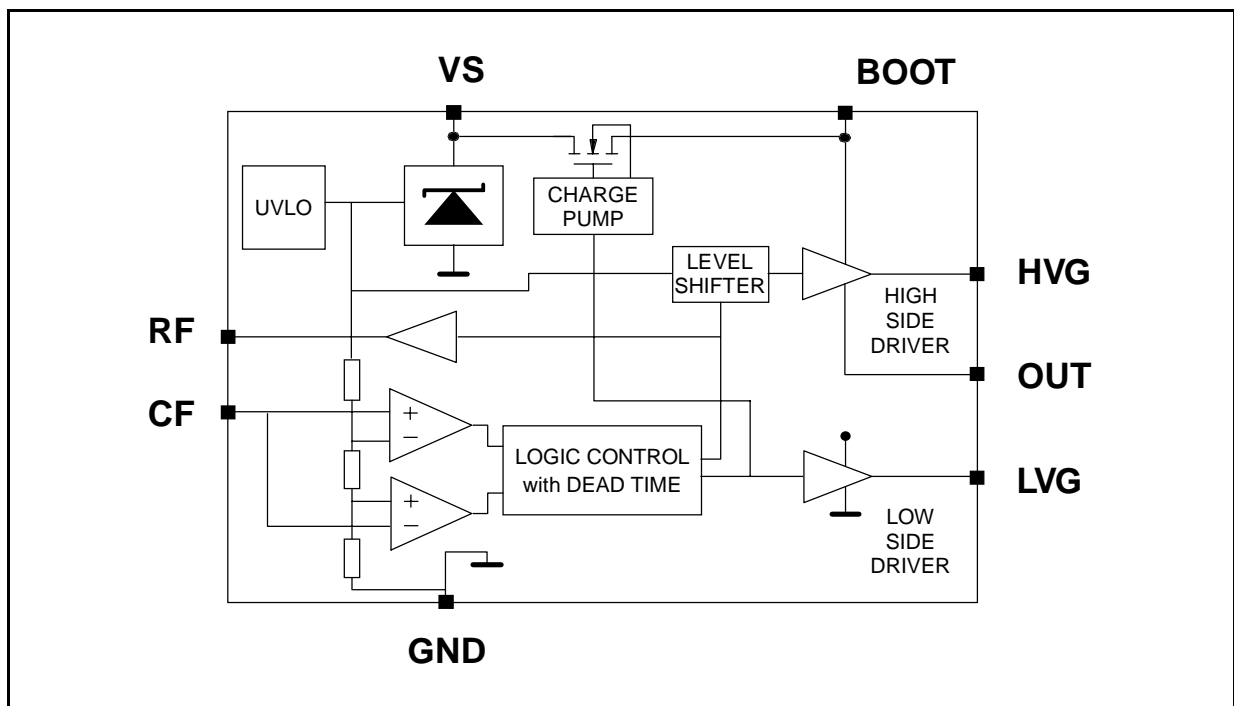 VS
BOOT
UVLO
CHARGE
PUMP
LEVEL
SHIFTER
HVG
HIGH
SIDE
DRIVER
RF
OUT
CF
+
−
LOGIC CONTROL
with DEAD TIME
+
−
LVG
LOW
SIDE
DRIVER
GND